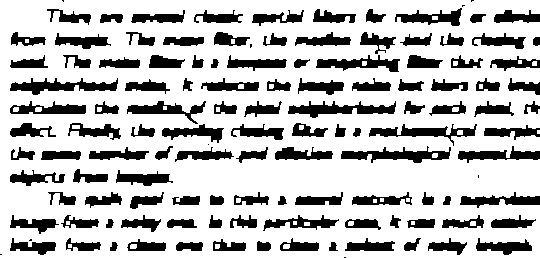 There are several classic spatial filters for reducing or elimin
from images. The mean filter, the median filter and the closing o
used. The mean filter is a lowpass or smoothing filter that replace
neighborhood mean. It reduces the image noise but blurs the imag
calculates the median of the pixel neighborhood for each pixel, th
effect. Finally, the opening closing filter is a mathematical morpho
the same number of erosion and dilation morphological operations
objects from images.
The main goal was to train a neural network in a supervised
image from a noisy one. In this particular case, it was much easier
image from a clean one than to clean a subset of noisy images.